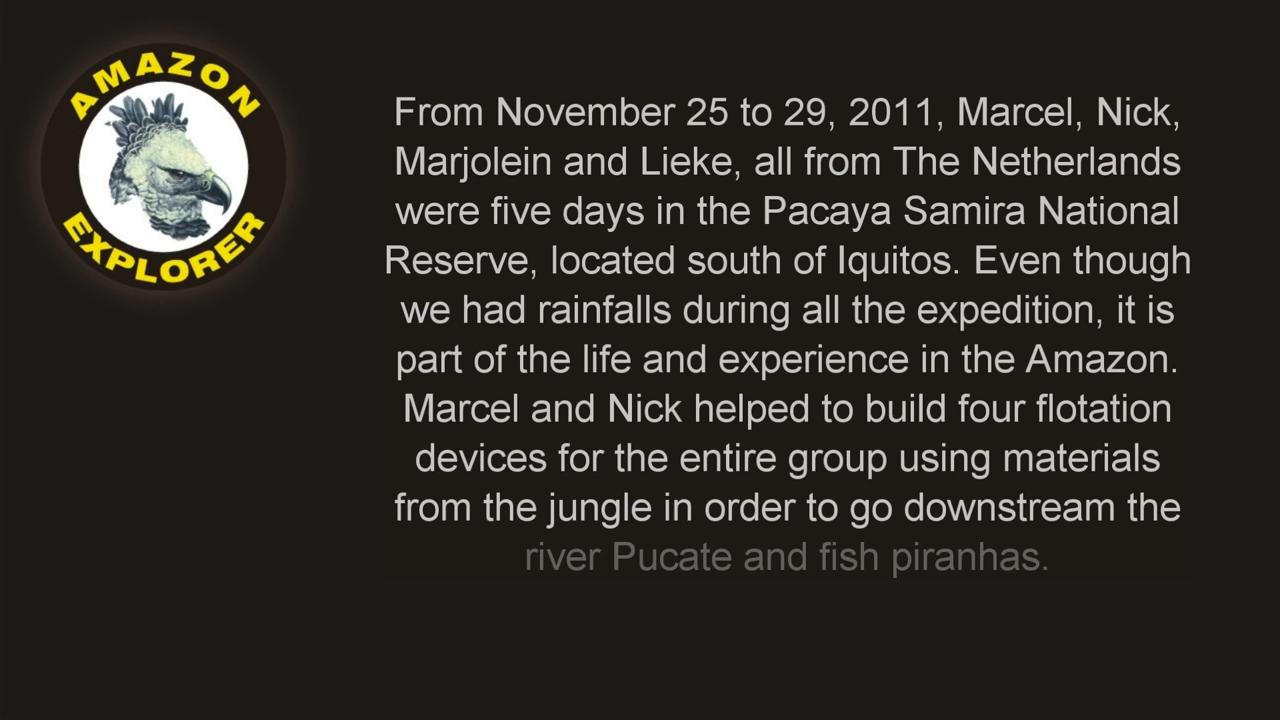 AMAZON
EXPLORER
From November 25 to 29, 2011, Marcel, Nick,
Marjolein and Lieke, all from The Netherlands
were five days in the Pacaya Samira National
Reserve, located south of Iquitos. Even though
we had rainfalls during all the expedition, it is
part of the life and experience in the Amazon.
Marcel and Nick helped to build four flotation
devices for the entire group using materials
from the jungle in order to go downstream the
river Pucate and fish piranhas.